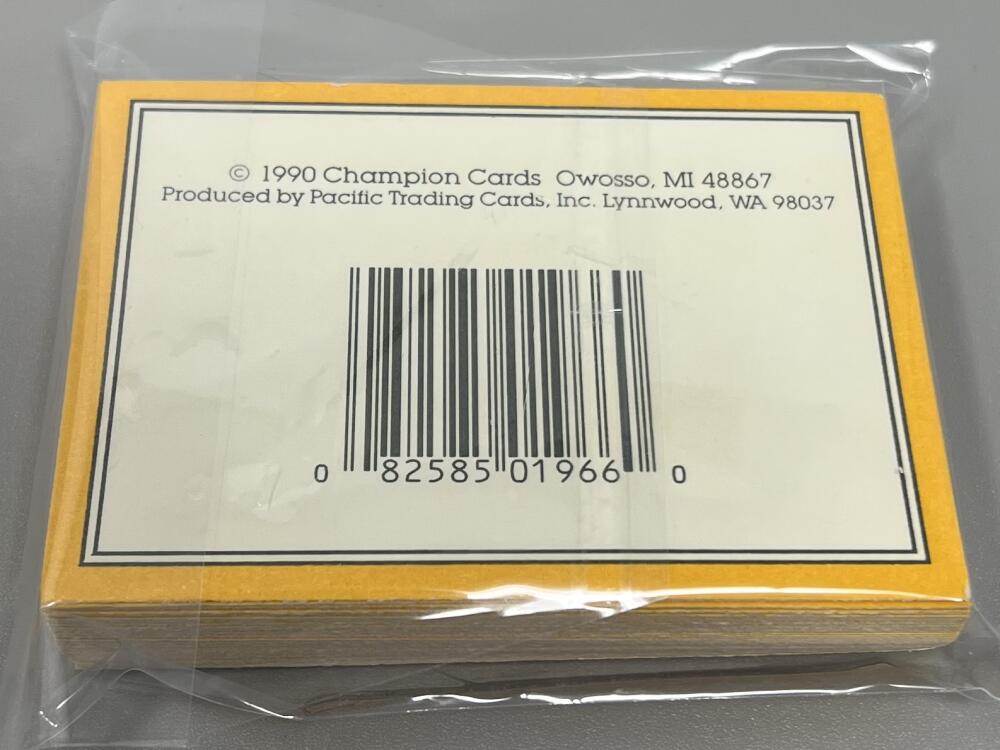 © 1990 Champion Cards Owosso, MI 48867
Produced by Pacific Trading Cards, Inc. Lynnwood, WA 98037
0 82585 01966 0